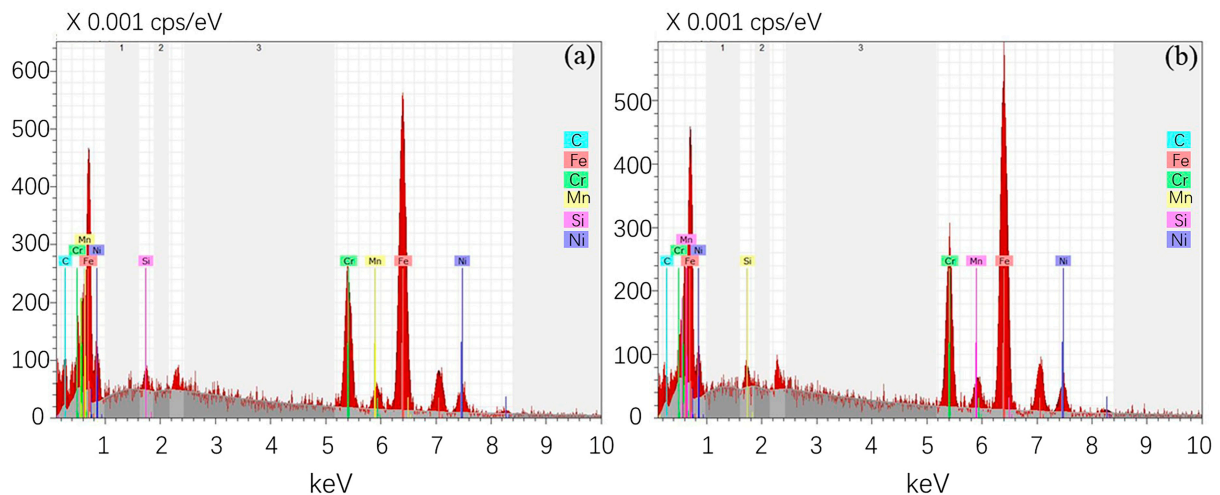 X 0.001 cps/eV
1 2 3
(a)
600
500
400
300
200
100
0
C
Fe
Cr
Mn
Si
Ni
Mn
Cr Ni
C Fe Si Cr Mn Fe Ni
1 2 3 4 5 6 7 8 9 10
keV
X 0.001 cps/eV
1 2 3
(b)
500
400
300
200
100
0
C
Fe
Cr
Mn
Si
Ni
Mn
Cr Ni
C Fe Si Cr Mn Fe Ni
1 2 3 4 5 6 7 8 9 10
keV